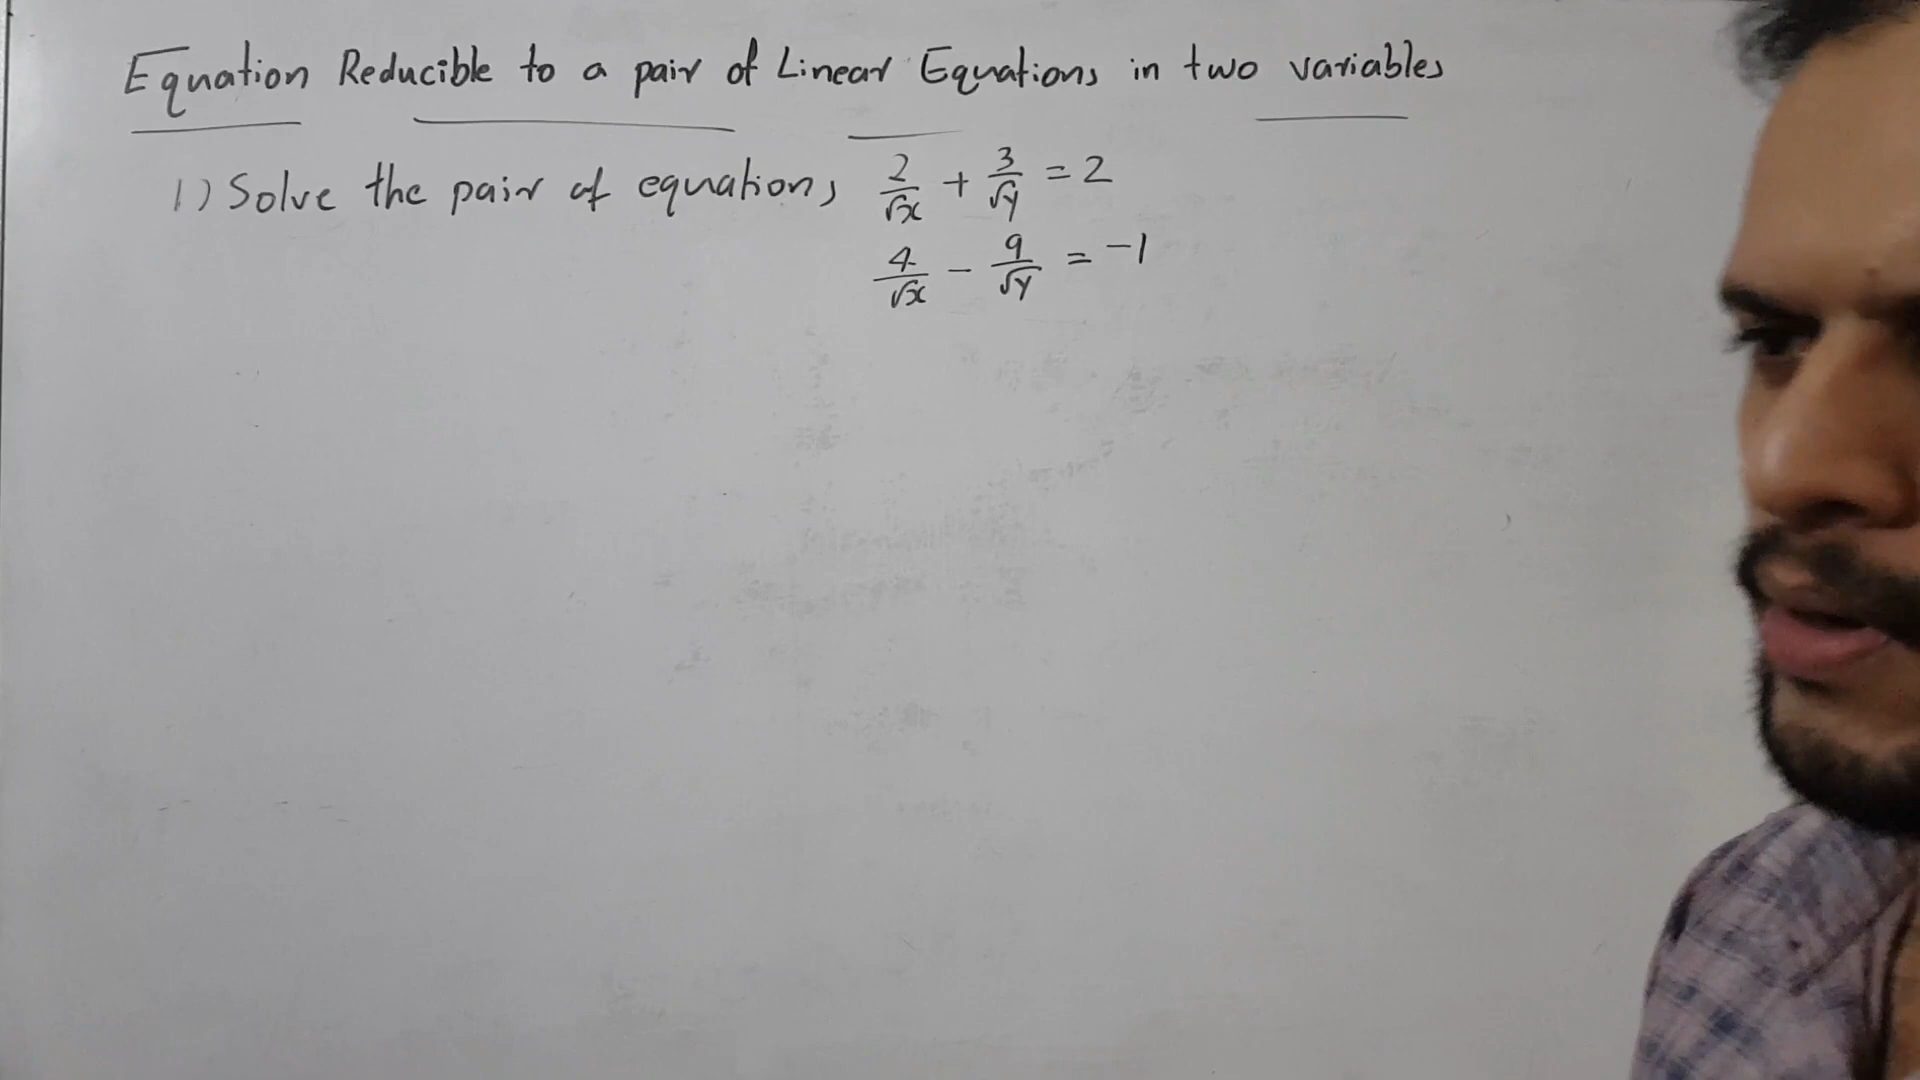 Equation Reducible to a pair of Linear Equations in two variables
1) Solve the pair of equations 2/√x + 3/√y = 2
4/√x - 9/√y = -1